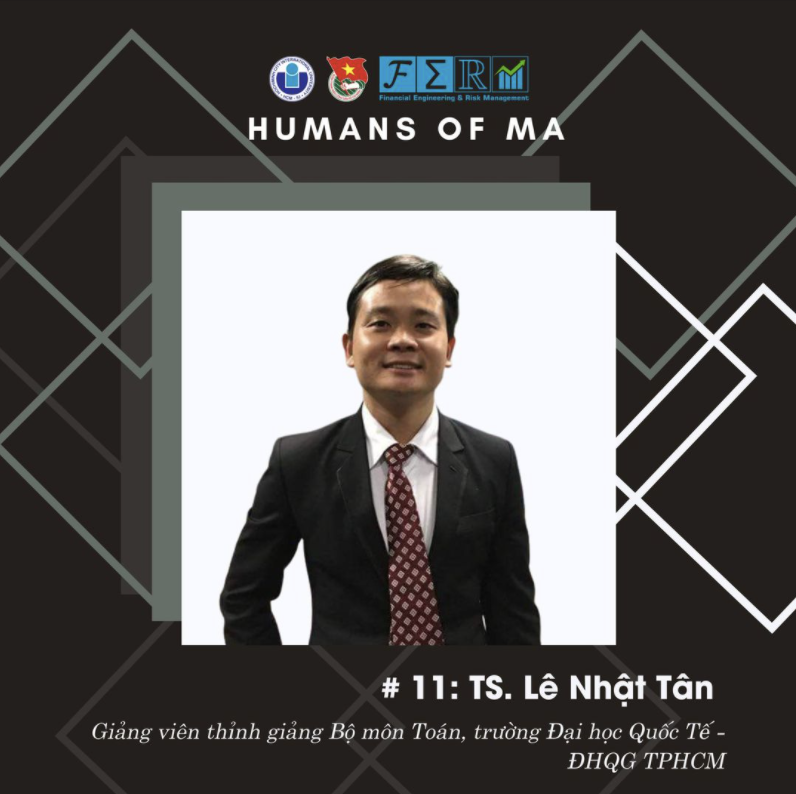 FΣRM
Financial Engineering & Risk Management
HUMANS OF MA
# 11: TS. Lê Nhật Tân
Giảng viên thỉnh giảng Bộ môn Toán, trường Đại học Quốc Tế -
ĐHQG TPHCM